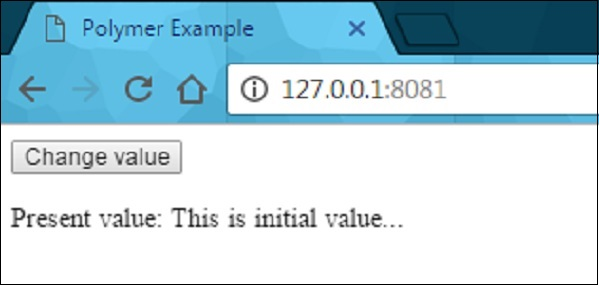 Polymer Example
127.0.0.1:8081
Change value
Present value: This is initial value...